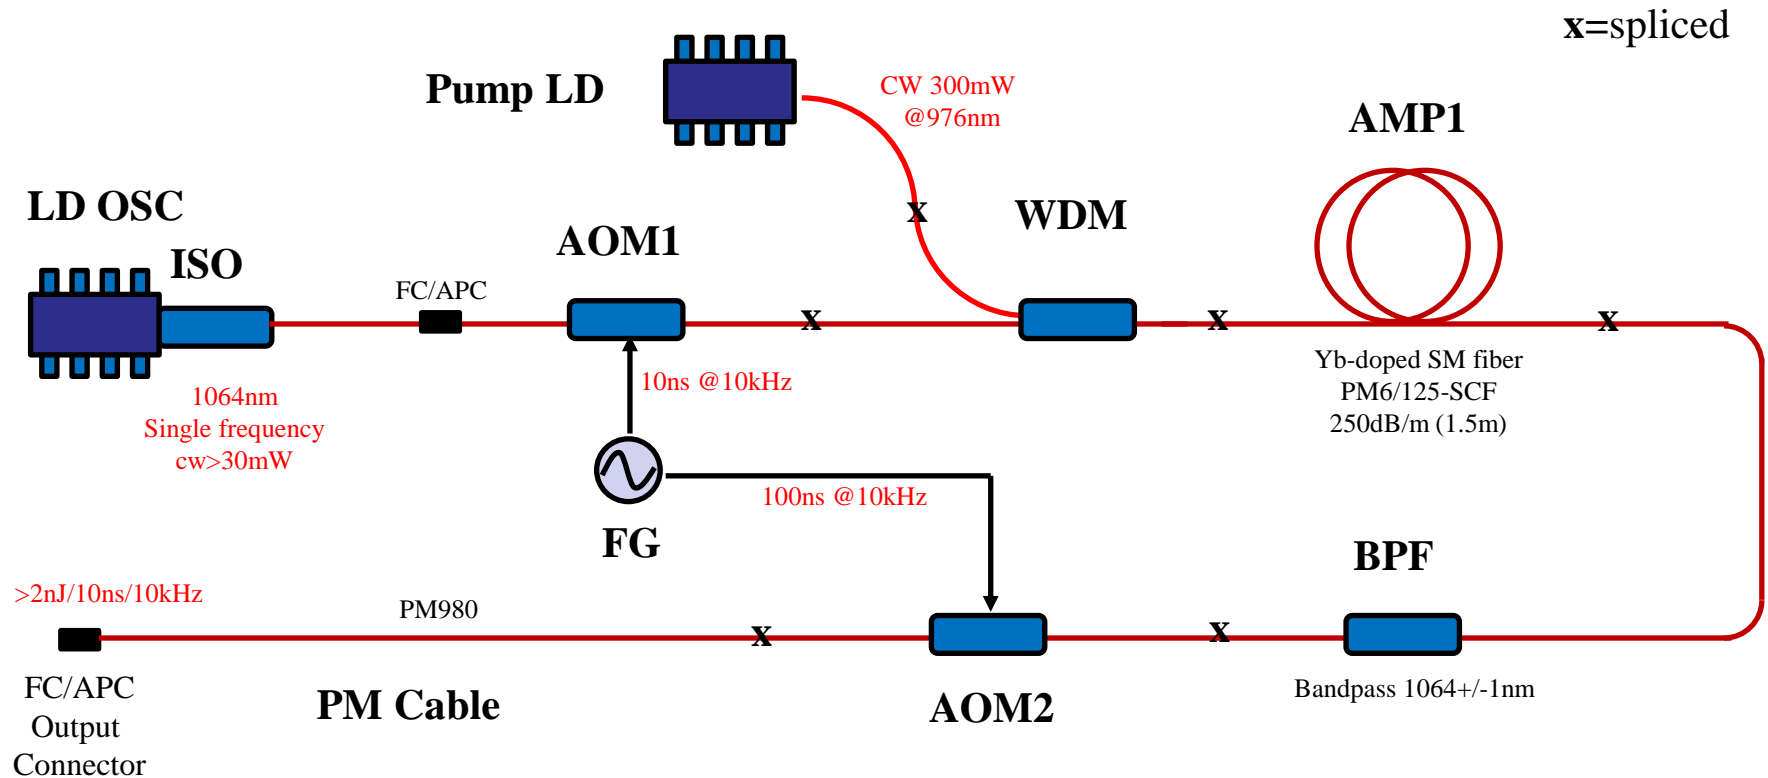 x=spliced
Pump LD
CW 300mW
@976nm
AMP1
LD OSC
ISO
FC/APC
AOM1
x
WDM
x
x
x
1064nm
Single frequency
cw>30mW
10ns @10kHz
Yb-doped SM fiber
PM6/125-SCF
250dB/m (1.5m)
100ns @10kHz
FG
BPF
>2nJ/10ns/10kHz
PM980
x
x
FC/APC
Output
Connector
PM Cable
AOM2
Bandpass 1064+/-1nm